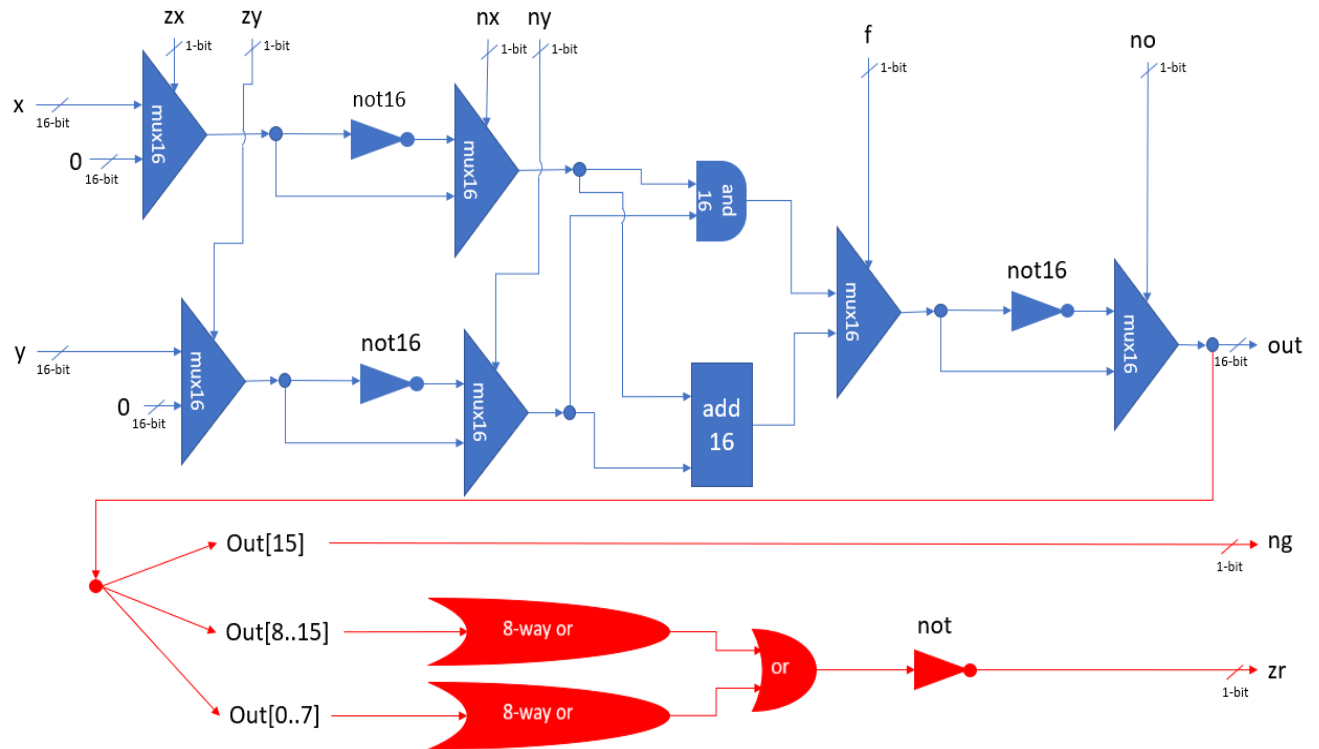 zx
zy
nx
ny
f
no
1-bit
1-bit
1-bit
1-bit
1-bit
1-bit
x
16-bit
0
16-bit
mux16
not16
mux16
and
16
y
16-bit
0
16-bit
mux16
not16
mux16
add
16
mux16
not16
mux16
16-bit
out
Out[15]
1-bit
ng
Out[8..15]
8-way or
or
not
1-bit
zr
Out[0..7]
8-way or